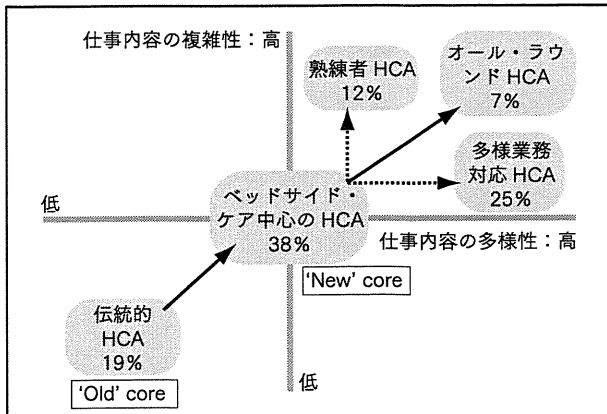 仕事内容の複雑性：高
熟練者 HCA
12%
オール・ラウ
ンド HCA
7%
多様業務
対応 HCA
25%
低
ベッドサイド・
ケア中心の HCA
38%
仕事内容の多様性：高
'New' core
伝統的
HCA
19%
'Old' core
低